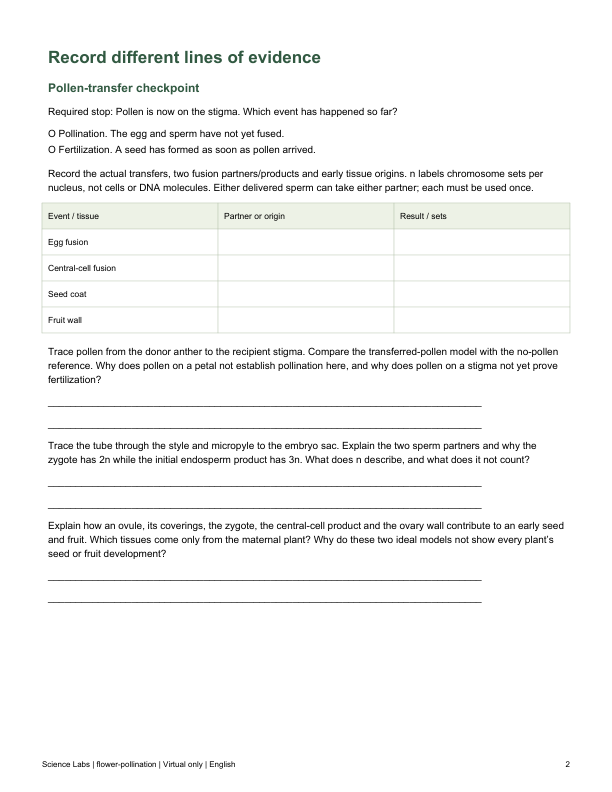 Record different lines of evidence
Pollen-transfer checkpoint
Required stop: Pollen is now on the stigma. Which event has happened so far?
O Pollination. The egg and sperm have not yet fused.
O Fertilization. A seed has formed as soon as pollen arrived.
Record the actual transfers, two fusion partners/products and early tissue origins. n labels chromosome sets per
nucleus, not cells or DNA molecules. Either delivered sperm can take either partner; each must be used once.
Event / tissue Partner or origin Result / sets
Egg fusion
Central-cell fusion
Seed coat
Fruit wall
Trace pollen from the donor anther to the recipient stigma. Compare the transferred-pollen model with the no-pollen
reference. Why does pollen on a petal not establish pollination here, and why does pollen on a stigma not yet prove
fertilization?
Trace the tube through the style and micropyle to the embryo sac. Explain the two sperm partners and why the
zygote has 2n while the initial endosperm product has 3n. What does n describe, and what does it not count?
Explain how an ovule, its coverings, the zygote, the central-cell product and the ovary wall contribute to an early seed
and fruit. Which tissues come only from the maternal plant? Why do these two ideal models not show every plant's
seed or fruit development?
Science Labs | flower-pollination | Virtual only | English 2